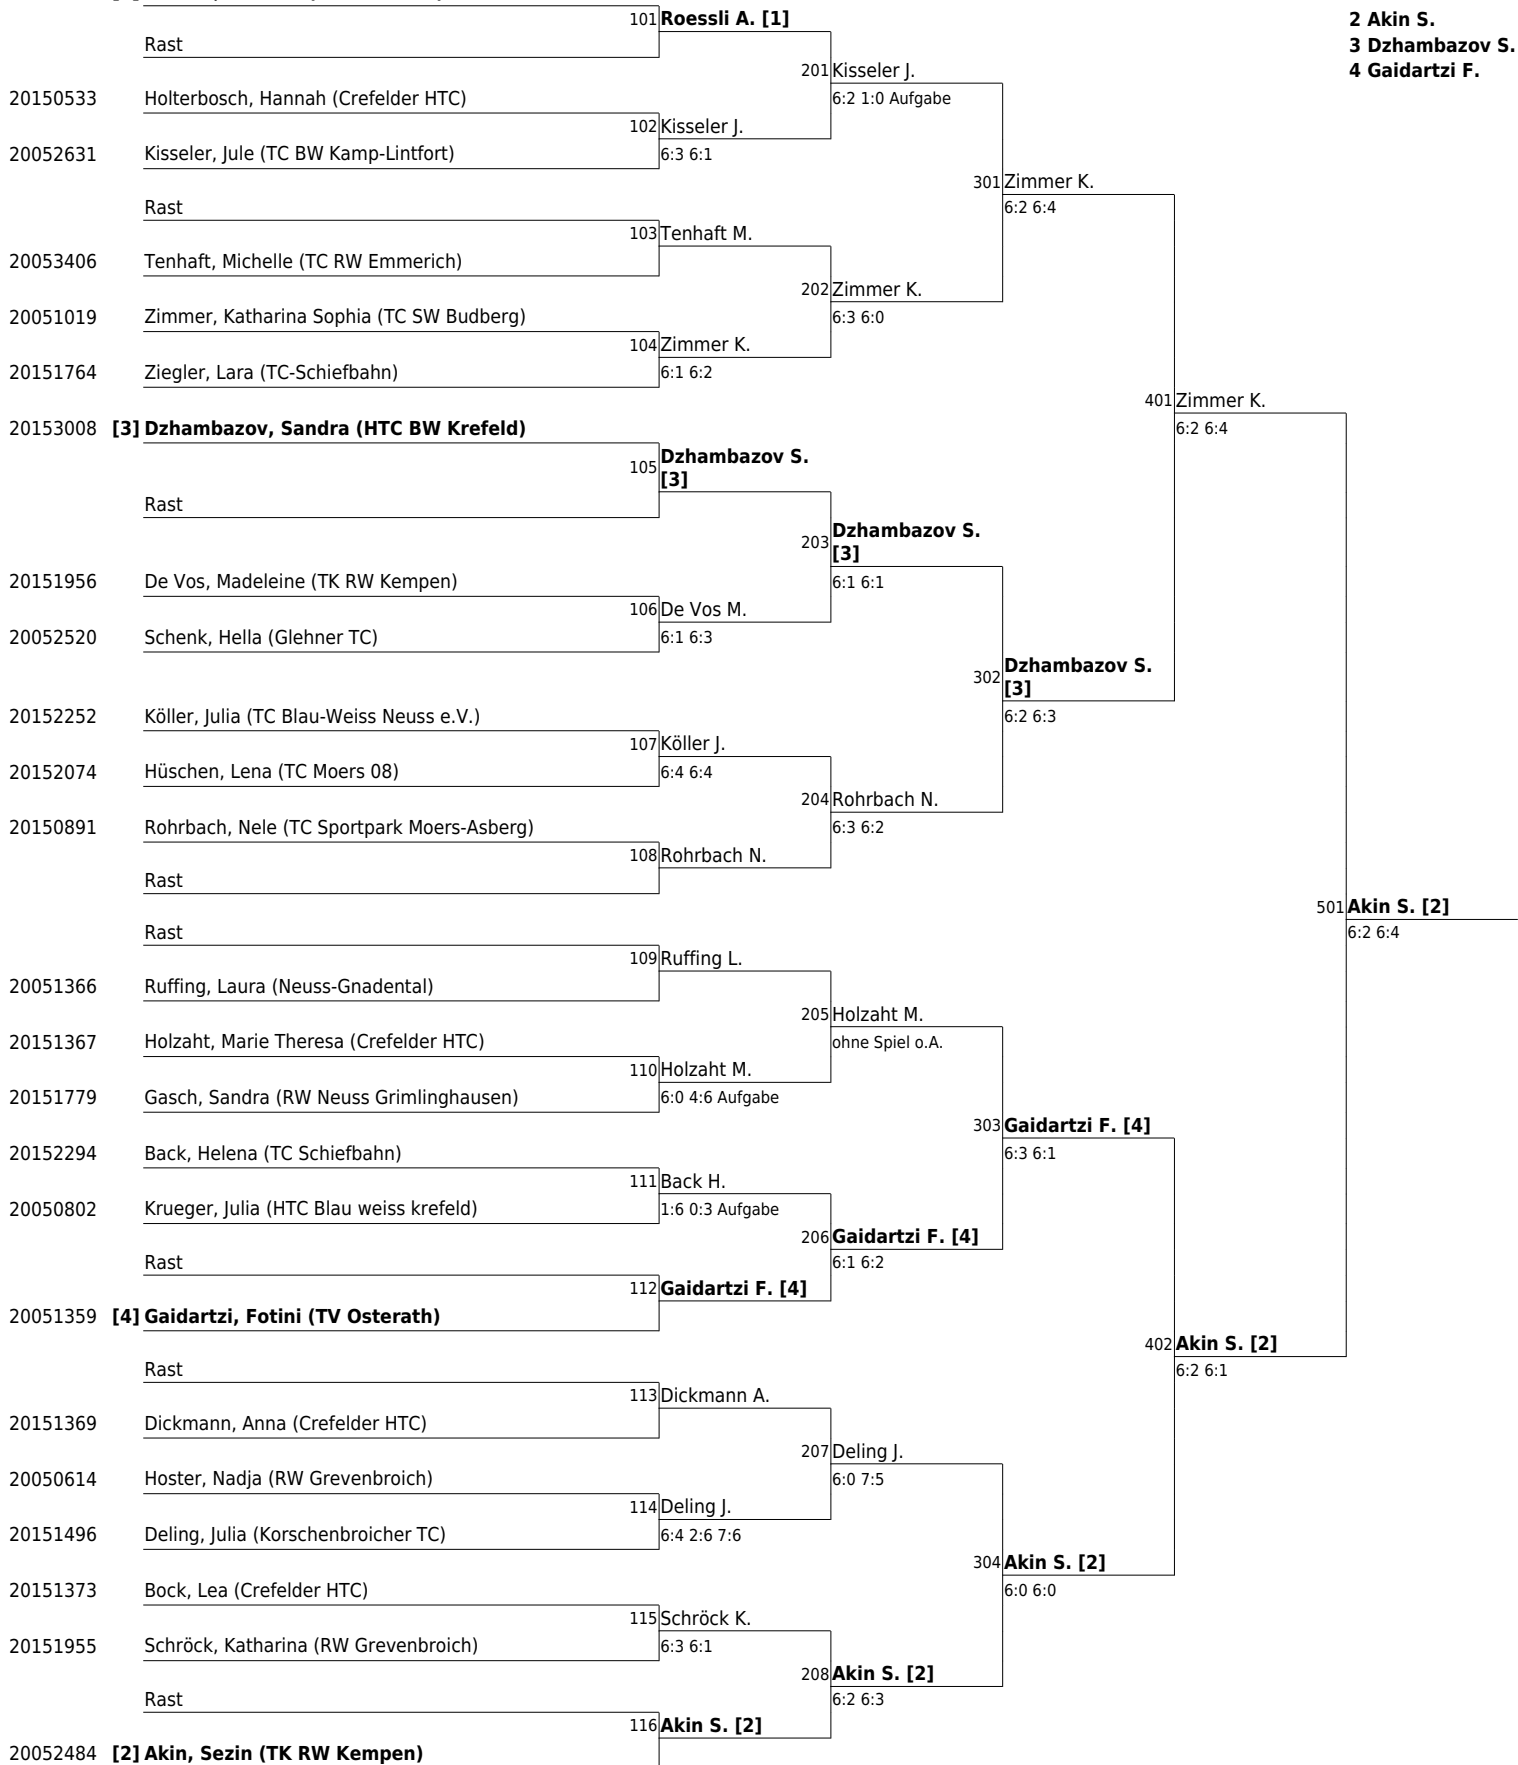 101 Roessli A. [1]
2 Akin S.
Rast
3 Dzhambazov S.
201 Kisseler J.
4 Gaidartzi F.
20150533 Holterbosch, Hannah (Crefelder HTC)
6:2 1:0 Aufgabe
102 Kisseler J.
20052631 Kisseler, Jule (TC BW Kamp-Lintfort)
6:3 6:1
301 Zimmer K.
Rast
6:2 6:4
103 Tenhaft M.
20053406 Tenhaft, Michelle (TC RW Emmerich)
202 Zimmer K.
20051019 Zimmer, Katharina Sophia (TC SW Budberg)
6:3 6:0
104 Zimmer K.
20151764 Ziegler, Lara (TC-Schiefbahn)
6:1 6:2
401 Zimmer K.
20153008 [3] Dzhambazov, Sandra (HTC BW Krefeld)
6:2 6:4
105 Dzhambazov S.
[3]
Rast
203 Dzhambazov S.
[3]
20151956 De Vos, Madeleine (TK RW Kempen)
6:1 6:1
106 De Vos M.
20052520 Schenk, Hella (Glehner TC)
6:1 6:3
302 Dzhambazov S.
[3]
20152252 Köller, Julia (TC Blau-Weiss Neuss e.V.)
6:2 6:3
107 Köller J.
20152074 Hüschen, Lena (TC Moers 08)
6:4 6:4
204 Rohrbach N.
20150891 Rohrbach, Nele (TC Sportpark Moers-Asberg)
6:3 6:2
108 Rohrbach N.
Rast
501 Akin S. [2]
Rast
6:2 6:4
109 Ruffing L.
20051366 Ruffing, Laura (Neuss-Gnadental)
205 Holzaht M.
20151367 Holzaht, Marie Theresa (Crefelder HTC)
ohne Spiel o.A.
110 Holzaht M.
20151779 Gasch, Sandra (RW Neuss Grimlinghausen)
6:0 4:6 Aufgabe
303 Gaidartzi F. [4]
20152294 Back, Helena (TC Schiefbahn)
6:3 6:1
111 Back H.
20050802 Krueger, Julia (HTC Blau weiss krefeld)
1:6 0:3 Aufgabe
206 Gaidartzi F. [4]
Rast
6:1 6:2
112 Gaidartzi F. [4]
20051359 [4] Gaidartzi, Fotini (TV Osterath)
402 Akin S. [2]
Rast
6:2 6:1
113 Dickmann A.
20151369 Dickmann, Anna (Crefelder HTC)
207 Deling J.
20050614 Hoster, Nadja (RW Grevenbroich)
6:0 7:5
114 Deling J.
20151496 Deling, Julia (Korschenbroicher TC)
6:4 2:6 7:6
304 Akin S. [2]
20151373 Bock, Lea (Crefelder HTC)
6:0 6:0
115 Schröck K.
20151955 Schröck, Katharina (RW Grevenbroich)
6:3 6:1
208 Akin S. [2]
Rast
6:2 6:3
116 Akin S. [2]
20052484 [2] Akin, Sezin (TK RW Kempen)